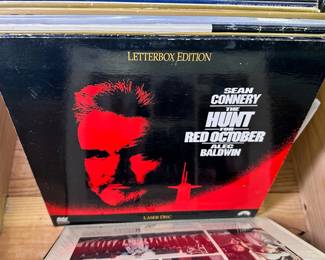 LETTERBOX EDITION
SEAN
CONNERY
THE
HUNT
FOR
RED OCTOBER
ALEC
BALDWIN
LASER DISC